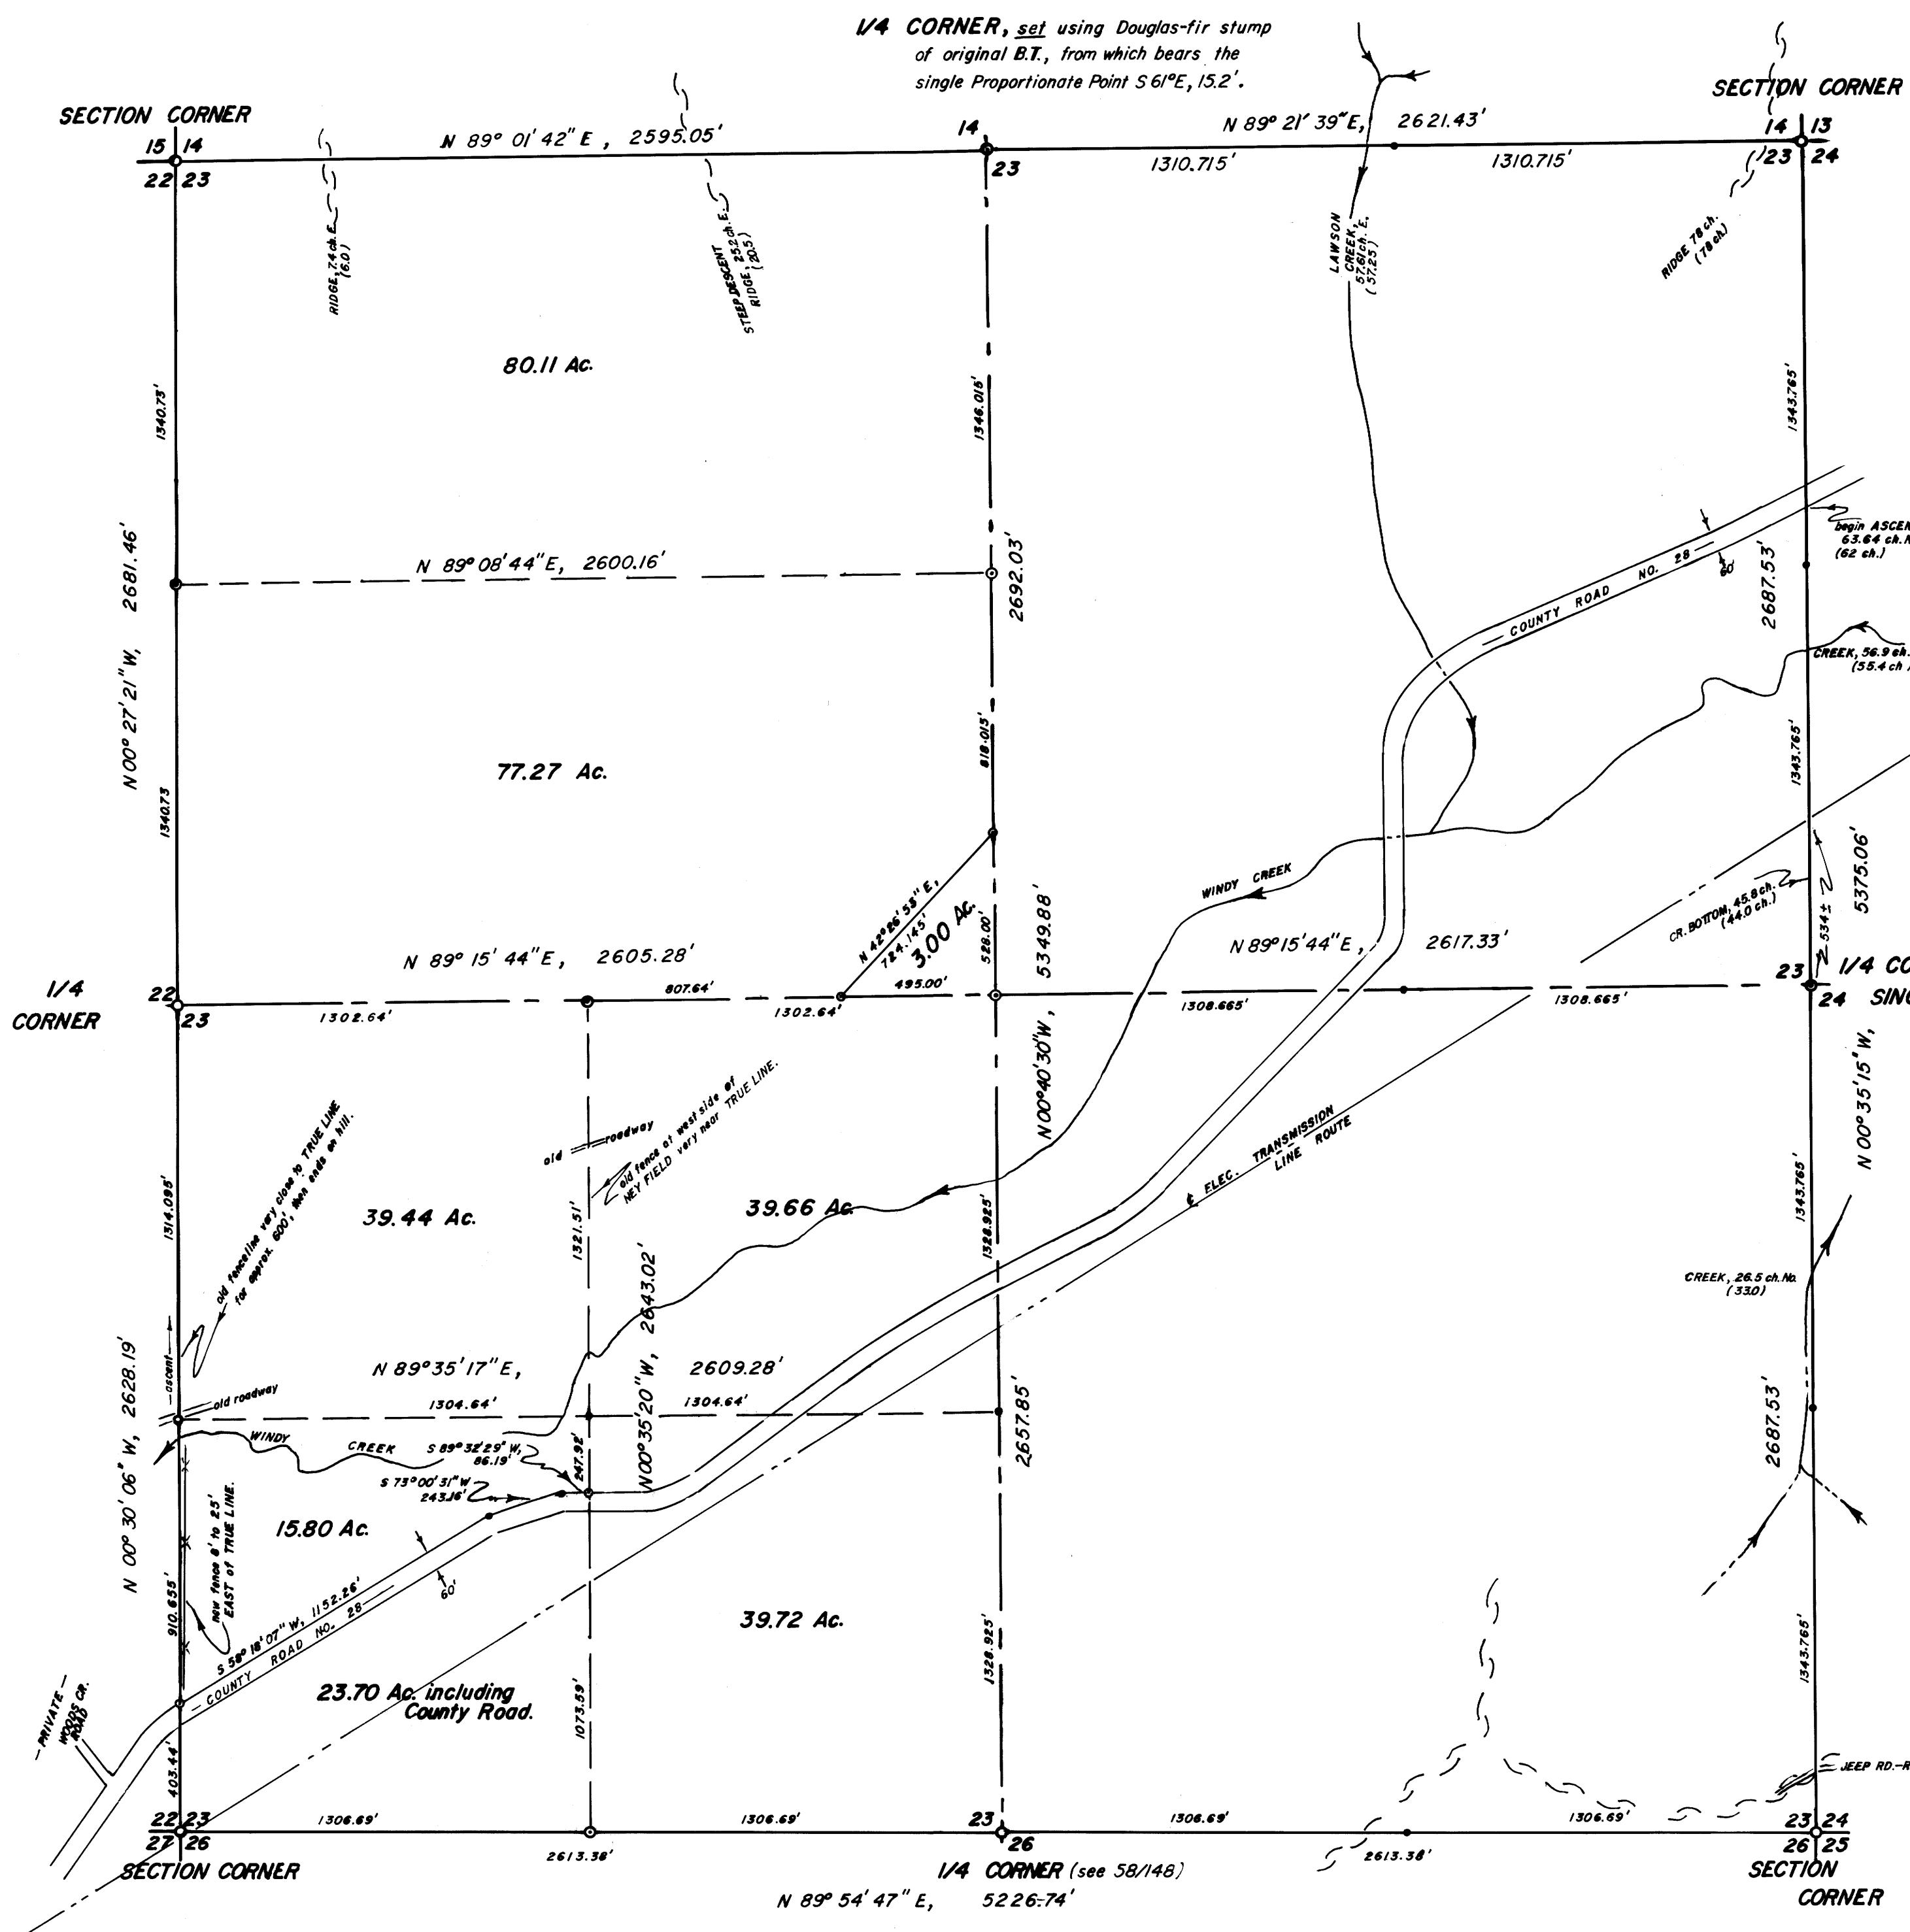 1/4 CORNER, set using Douglas-fir stump
of original B.T., from which bears the
single Proportionate Point S 61° E, 15.2'.
SECTION CORNER
SECTION CORNER
15 14
22 23
N 89° 01' 42" E , 2595.05'
14
23
N 89° 21' 39" E, 2621.43'
1310.715'
1310.715'
14 13
23 24
RIDGE, 7.4 ch. E.
(6.0)
STEEP DESCENT
RIDGE, 25.2 ch. E.
(20.5)
LAWSON
CREEK,
57.61 ch. E.
(57.25)
RIDGE 78 ch.
(78 ch.)
80.11 Ac.
1340.73'
1346.015'
1343.765'
N 00° 27' 21" W, 2681.46'
N 89° 08' 44" E, 2600.16'
2692.03'
COUNTY ROAD NO. 28
60'
2687.53'
begin ASCEN
63.64 ch. N
(62 ch.)
CREEK, 56.9 ch.
(55.4 ch.)
77.27 Ac.
1340.73
818.015'
1343.765'
N 42° 26' 53" E,
724.145'
3.00 Ac.
528.00'
5349.88'
WINDY CREEK
CR. BOTTOM, 45.8 ch.
(44.0 ch.)
534±
5375.06'
N 89° 15' 44" E, 2605.28'
807.64'
495.00'
N 89° 15' 44" E, 2617.33'
1/4
CORNER
22
23
1302.64'
1302.64'
1308.665'
1308.665'
23
24
1/4 CO
SING
N 00° 40' 30" W,
N 00° 35' 15" W,
old fenceline very close to TRUE LINE
for approx. 600', then ends on hill.
old roadway
old fence at west side of
NEY FIELD very near TRUE LINE.
℄ ELEC. TRANSMISSION
LINE ROUTE
1314.095'
39.44 Ac.
1321.51'
39.66 Ac.
1328.925'
1343.765'
CREEK, 26.5 ch. No.
(33.0)
ascent
old roadway
N 00° 30' 06" W, 2628.19'
N 89° 35' 17" E, 2609.28'
1304.64'
1304.64'
N 00° 35' 20" W, 2643.02'
2657.85'
2687.53'
WINDY CREEK
S 89° 32' 29" W,
86.19'
S 73° 00' 31" W
243.16'
247.92'
15.80 Ac.
new fence 8' to 25'
EAST of TRUE LINE.
910.655'
S 58° 18' 07" W, 1152.26'
COUNTY ROAD NO. 28
60'
39.72 Ac.
23.70 Ac. including
County Road.
1073.59'
1328.925'
1343.765'
PRIVATE
WOODS CR.
ROAD
403.44'
JEEP RD.-R
22 23
27 26
1306.69'
1306.69'
23
26
1306.69'
1306.69'
23 24
26 25
SECTION CORNER
2613.38'
1/4 CORNER (see 58/148)
2613.38'
SECTION
CORNER
N 89° 54' 47" E, 5226.74'